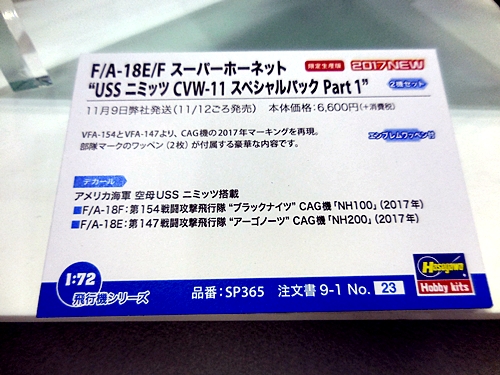 F/A-18E/F スーパーホーネット 限定生産版 2017NEW
“USS ニミッツ CVW-11 スペシャルパック Part 1” 2機セット
11月9日弊社発送(11/12ごろ発売) 本体価格:6,600円(+消費税)
VFA-154とVFA-147より、CAG機の2017年マーキングを再現。 エンブレムワッペン付
部隊マークのワッペン(2枚)が付属する豪華な内容です。
デカール
アメリカ海軍 空母USS ニミッツ搭載
■F/A-18F:第154戦闘攻撃飛行隊 “ブラックナイツ” CAG機「NH100」(2017年)
■F/A-18E:第147戦闘攻撃飛行隊 “アーゴノーツ” CAG機「NH200」(2017年)
1:72
飛行機シリーズ
品番:SP365 注文書 9-1 No. 23
Hasegawa
Hobby kits